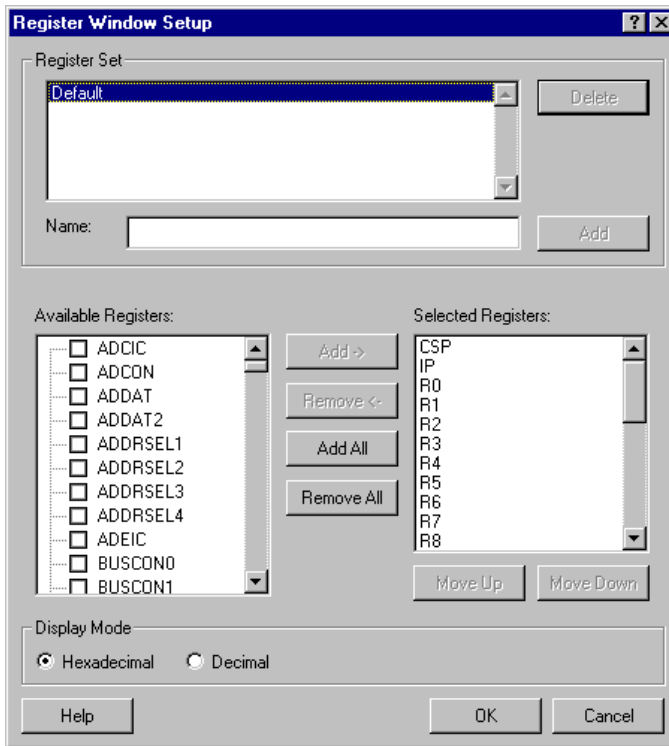 Register Window Setup
Register Set
Default
Delete
Name:
Add
Available Registers:
ADCIC
ADCON
ADDAT
ADDAT2
ADDRSEL1
ADDRSEL2
ADDRSEL3
ADDRSEL4
ADEIC
BUSCON0
BUSCON1
Add ->
Remove <-
Add All
Remove All
Selected Registers:
CSP
IP
R0
R1
R2
R3
R4
R5
R6
R7
R8
Move Up
Move Down
Display Mode
Hexadecimal
Decimal
Help
OK
Cancel